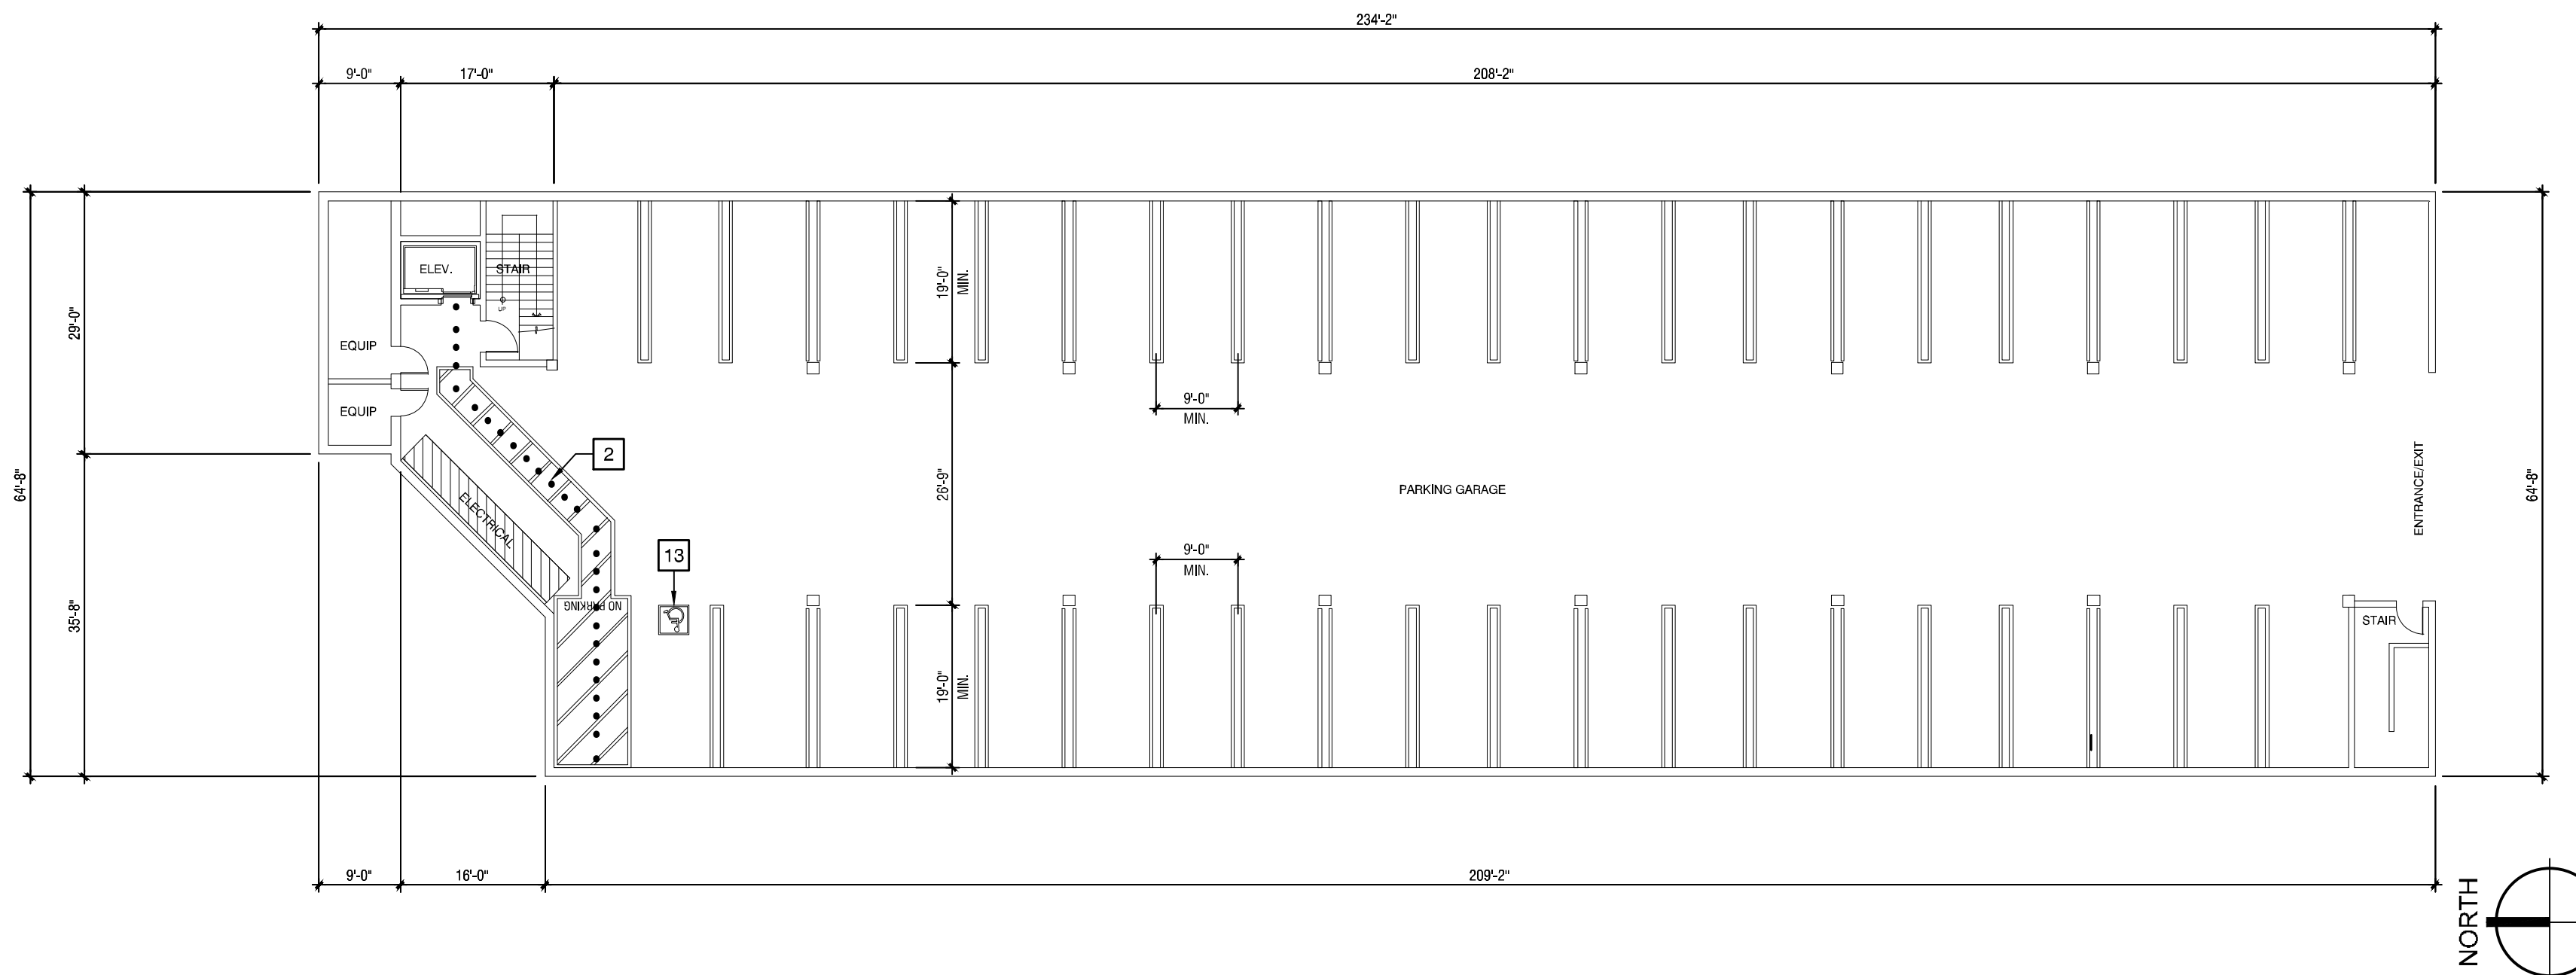 234'-2"
9'-0"
17'-0"
208'-2"
ELEV.
STAIR
UP
19'-0"
MIN.
29'-0"
EQUIP
EQUIP
9'-0"
MIN.
2
64'-8"
26'-9"
PARKING GARAGE
ENTRANCE/EXIT
64'-8"
ELECTRICAL
13
9'-0"
MIN.
NO PARKING
35'-8"
STAIR
19'-0"
MIN.
9'-0"
16'-0"
209'-2"
NORTH